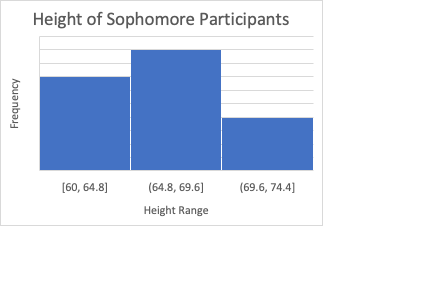 Height of Sophomore Participants
Frequency
[60, 64.8] (64.8, 69.6] (69.6, 74.4]
Height Range